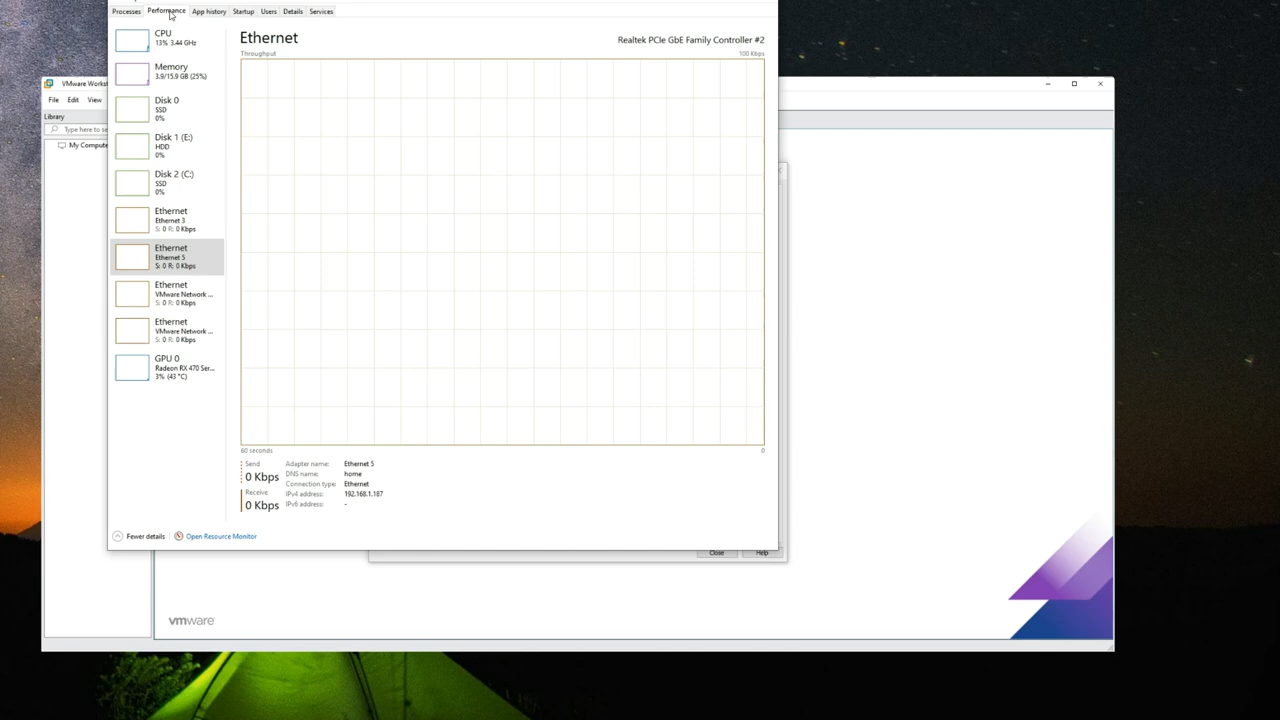 Processes Performance App history Startup Users Details Services
CPU
13% 3.44 GHz
Memory
3.9/15.9 GB (25%)
Disk 0
SSD
0%
Disk 1 (E:)
HDD
0%
Disk 2 (C:)
SSD
0%
Ethernet
Ethernet 3
S: 0 R: 0 Kbps
Ethernet
Ethernet 5
S: 0 R: 0 Kbps
Ethernet
VMware Network ...
S: 0 R: 0 Kbps
Ethernet
VMware Network ...
S: 0 R: 0 Kbps
GPU 0
Radeon RX 470 Ser...
3% (43 °C)
Ethernet
Realtek PCIe GbE Family Controller #2
Throughput
100 Kbps
60 seconds
0
Send
0 Kbps
Receive
0 Kbps
Adapter name: Ethernet 5
DNS name: home
Connection type: Ethernet
IPv4 address: 192.168.1.187
IPv6 address: -
Fewer details
Open Resource Monitor
VMware Works
File Edit View
Library
Type here to se
My Compute
Close Help
vmware